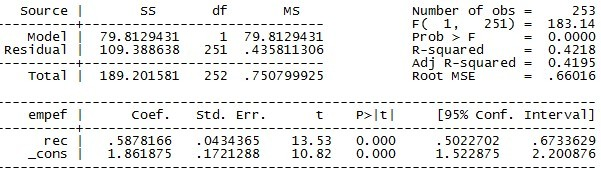 Source |       SS       df       MS              Number of obs =     253
-------------+------------------------------           F(  1,   251) =  183.14
Model |  79.8129431     1  79.8129431           Prob > F      =  0.0000
Residual |  109.388638   251  .435811306           R-squared     =  0.4218
-------------+------------------------------           Adj R-squared =  0.4195
Total |  189.201581   252  .750799925           Root MSE      =  .66016
------------------------------------------------------------------------------
empef |      Coef.   Std. Err.      t    P>|t|     [95% Conf. Interval]
-------------+----------------------------------------------------------------
rec |   .5878166   .0434365    13.53   0.000     .5022702    .6733629
_cons |   1.861875   .1721288    10.82   0.000     1.522875    2.200876
------------------------------------------------------------------------------